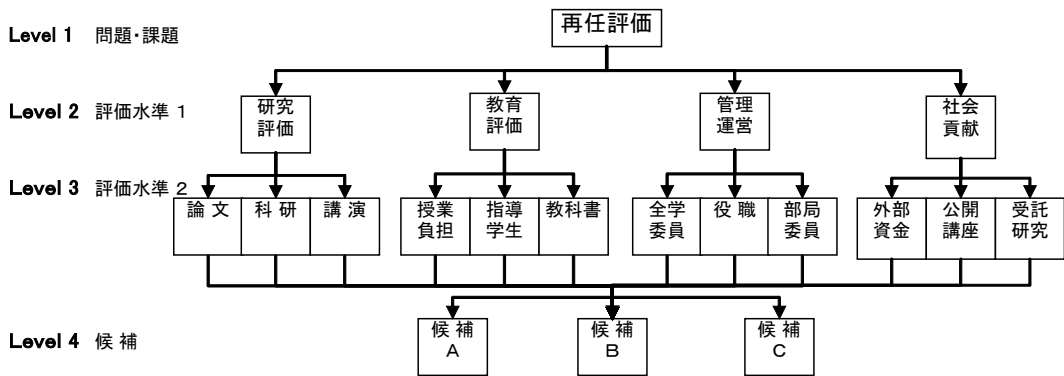 再任評価
Level 1 問題・課題
Level 2 評価水準 1
研究
評価
教育
評価
管理
運営
社会
貢献
Level 3 評価水準 2
論 文
科 研
講 演
授業
負担
指導
学生
教科書
全学
委員
役 職
部局
委員
外部
資金
公開
講座
受託
研究
Level 4 候 補
候 補
A
候 補
B
候 補
C